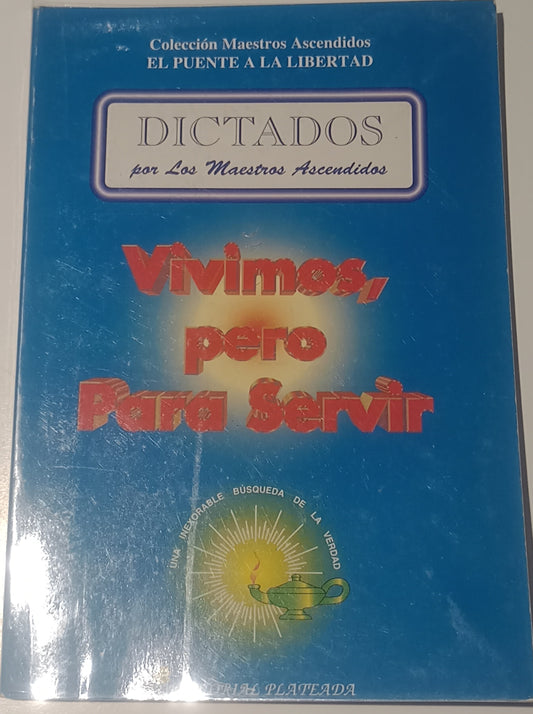 Colección Maestros Ascendidos
EL PUENTE A LA LIBERTAD
DICTADOS
por Los Maestros Ascendidos
Vivimos,
pero
Para Servir
UNA INEXORABLE BÚSQUEDA DE LA VERDAD
PLATEADA